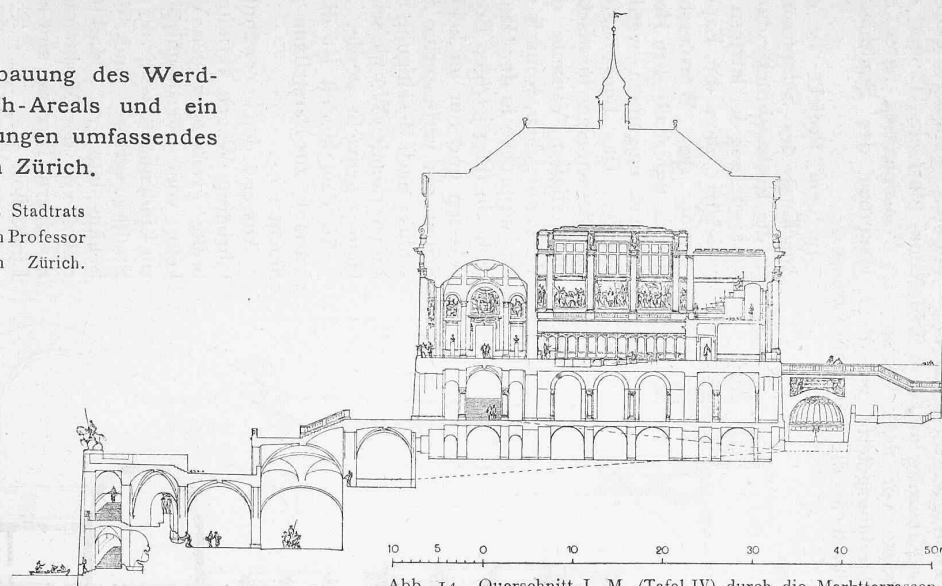 bauung des Werd-
h-Areals und ein
ungen umfassendes
Zürich.
Stadtrats
Professor
Zürich.
10 5 0 10 20 30 40 50
Abb. 14. Querschnitt L-M (Tafel IV) durch die Marktterrassen